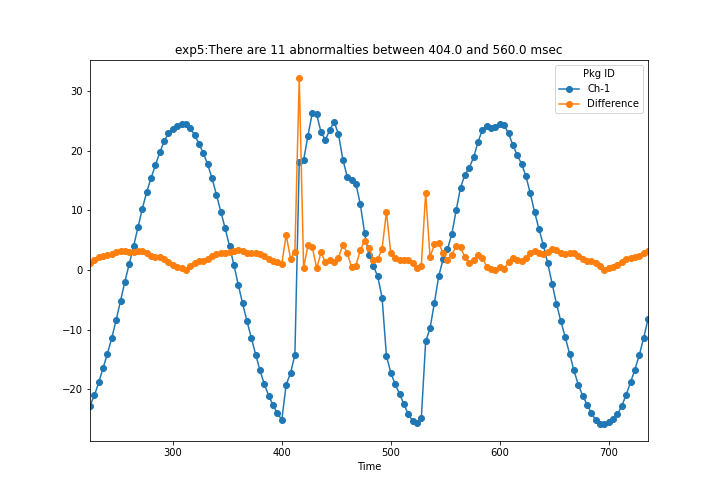 exp5:There are 11 abnormalties between 404.0 and 560.0 msec
Pkg ID
Ch-1
Difference
30
20
10
0
−10
−20
300
400
500
600
700
Time